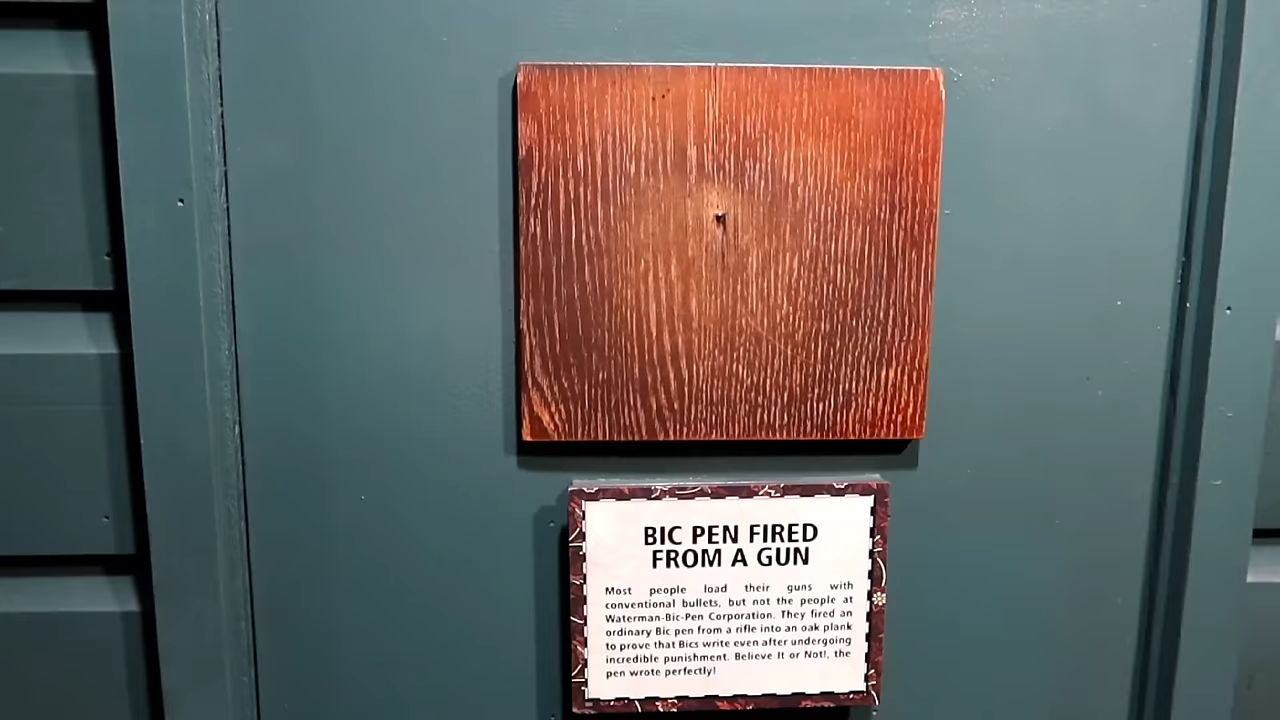 BIC PEN FIRED
FROM A GUN
Most people load their guns with
conventional bullets, but not the people at
Waterman-Bic-Pen Corporation. They fired an
ordinary Bic pen from a rifle into an oak plank
to prove that Bics write even after undergoing
incredible punishment. Believe It or Not!, the
pen wrote perfectly!